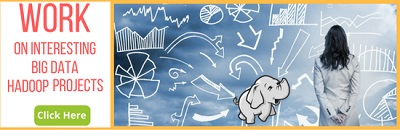 WORK
ON INTERESTING
BIG DATA
HADOOP PROJECTS
Click Here